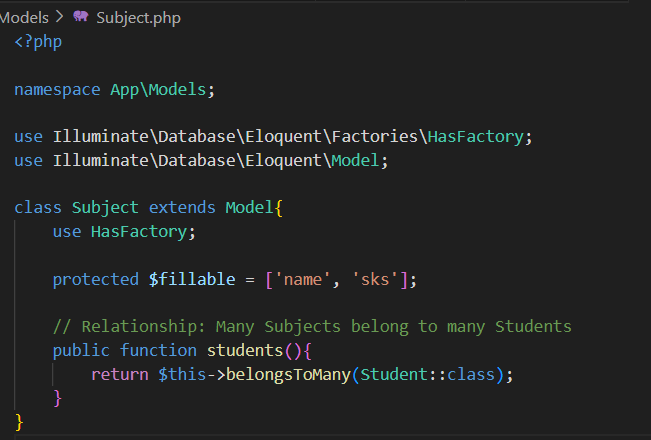 Models > Subject.php
<?php
namespace App\Models;
use Illuminate\Database\Eloquent\Factories\HasFactory;
use Illuminate\Database\Eloquent\Model;
class Subject extends Model{
    use HasFactory;
    protected $fillable = ['name', 'sks'];
    // Relationship: Many Subjects belong to many Students
    public function students(){
        return $this->belongsToMany(Student::class);
    }
}